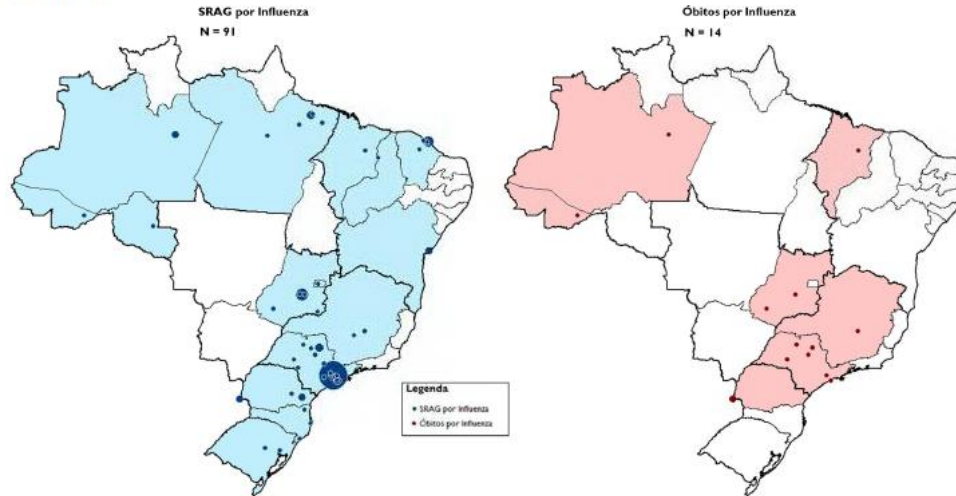 SRAG por Influenza
N = 91
Óbitos por Influenza
N = 14
Legenda
SRAG por Influenza
Óbitos por Influenza